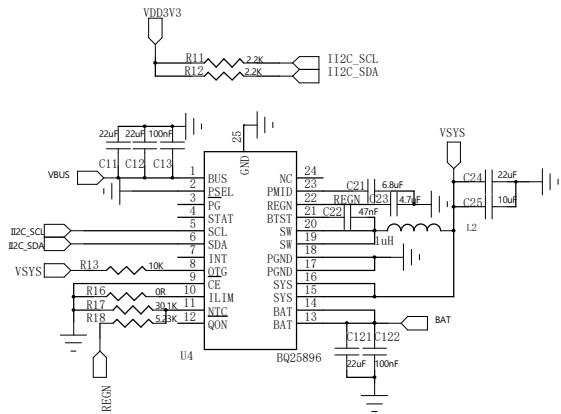 VDD3V3
R11 2.2K II2C_SCL
R12 2.2K II2C_SDA
22uF 22uF 100nF
C11 C12 C13
VBUS
25
GND
VSYS
1 BUS
2 PSEL
3 PG
4 STAT
5 SCL
6 SDA
7 INT
8 OTG
9 CE
10 ILIM
11 NTC
12 QON
NC 24
PMID 23
REGN 22
BTST 21
SW 20
SW 19
PGND 18
PGND 17
SYS 16
SYS 15
BAT 14
BAT 13
C21 6.8uF
REGN C23 4.7uF
C22 47nF
1uH L2
C24 22uF
C25 10uF
II2C_SCL
II2C_SDA
VSYS R13 10K
R16 0R
R17 30.1K
R18 5.23K
REGN
U4 BQ25896
BAT
C121 C122
22uF 100nF